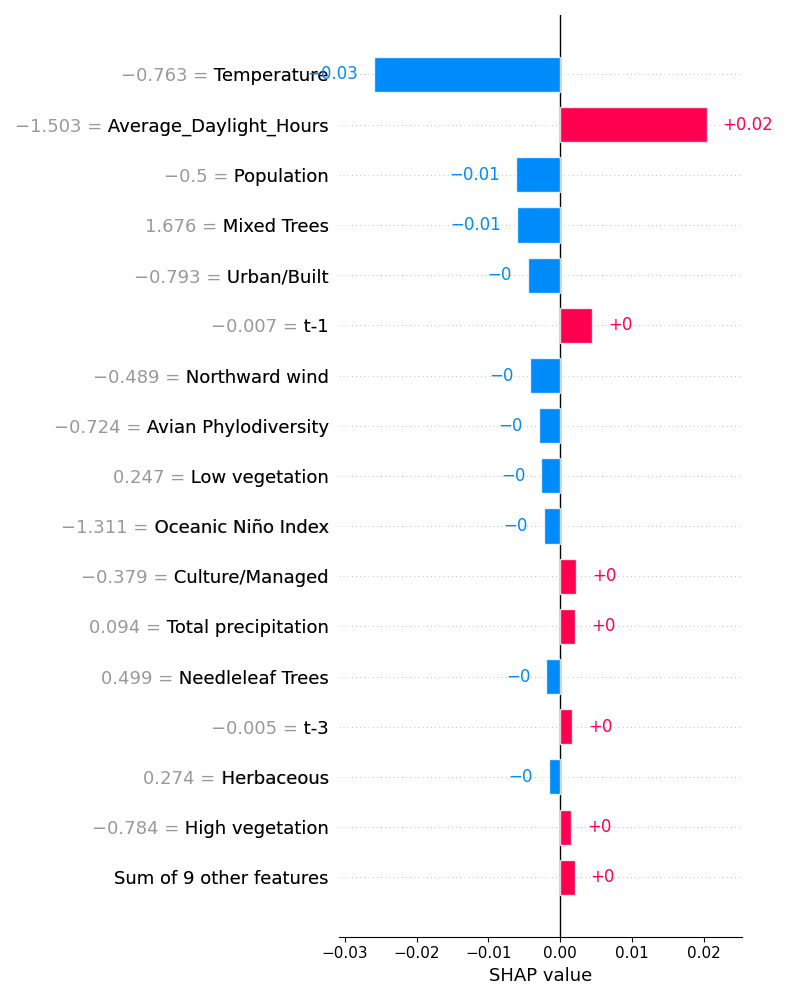 −0.763 = Temperature −0.03
−1.503 = Average_Daylight_Hours +0.02
−0.5 = Population −0.01
1.676 = Mixed Trees −0.01
−0.793 = Urban/Built −0
−0.007 = t-1 +0
−0.489 = Northward wind −0
−0.724 = Avian Phylodiversity −0
0.247 = Low vegetation −0
−1.311 = Oceanic Niño Index −0
−0.379 = Culture/Managed +0
0.094 = Total precipitation +0
0.499 = Needleleaf Trees −0
−0.005 = t-3 +0
0.274 = Herbaceous −0
−0.784 = High vegetation +0
Sum of 9 other features +0
−0.03 −0.02 −0.01 0.00 0.01 0.02
SHAP value